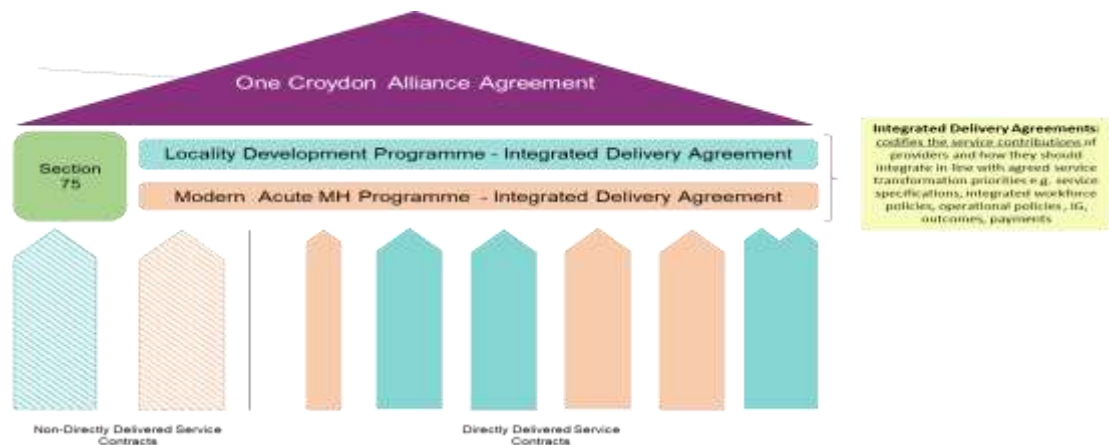 One Croydon Alliance Agreement
Section
75
Locality Development Programme - Integrated Delivery Agreement
Modern Acute MH Programme - Integrated Delivery Agreement
Integrated Delivery Agreements:
codifies the service contributions of
providers and how they should
integrate in line with agreed service
transformation priorities e.g. service
specifications, integrated workforce
policies, operational policies, IG,
outcomes, payments
Non-Directly Delivered Service
Contracts
Directly Delivered Service
Contracts